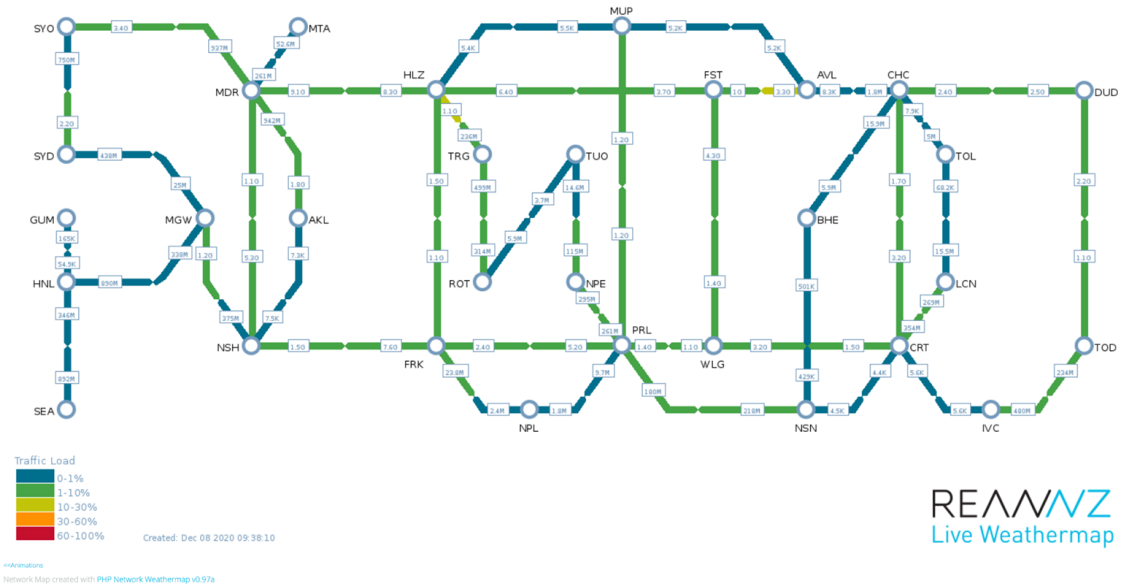 MUP
SYO
3.4G
MTA
5.5K
5.2K
937M
52.6M
5.4K
5.2K
750M
261M
HLZ
FST
AVL
CHC
MDR
9.1G
8.3G
6.4G
3.7G
1G
3.3G
8.3K
1.8M
2.4G
2.5G
DUD
1.1G
7.9K
2.2G
942M
15.9M
236M
5M
1.2G
SYD
438M
TRG
TUO
4.3G
TOL
25M
1.1G
1.8G
1.5G
495M
14.6M
5.9M
1.7G
68.2K
2.2G
3.7M
GUM
MGW
AKL
BHE
165K
5.9M
1.2G
338M
1.2G
5.3G
7.3K
1.1G
314M
115M
3.2G
15.5M
1.1G
54.5K
HNL
890M
ROT
NPE
1.4G
501K
LCN
295M
269M
346M
375M
7.5K
261M
354M
PRL
NSH
1.5G
7.6G
2.4G
5.2G
1.4G
1.1G
3.2G
1.5G
CRT
TOD
FRK
WLG
23.8M
9.7M
4.4K
5.6K
234M
892M
429K
180M
SEA
2.4M
1.8M
218M
4.5K
5.6K
480M
NPL
NSN
IVC
Traffic Load
0-1%
1-10%
10-30%
30-60%
60-100%
REANNZ
Live Weathermap
Created: Dec 08 2020 09:38:10
<<Animations
Network Map created with PHP Network Weathermap v0.97a